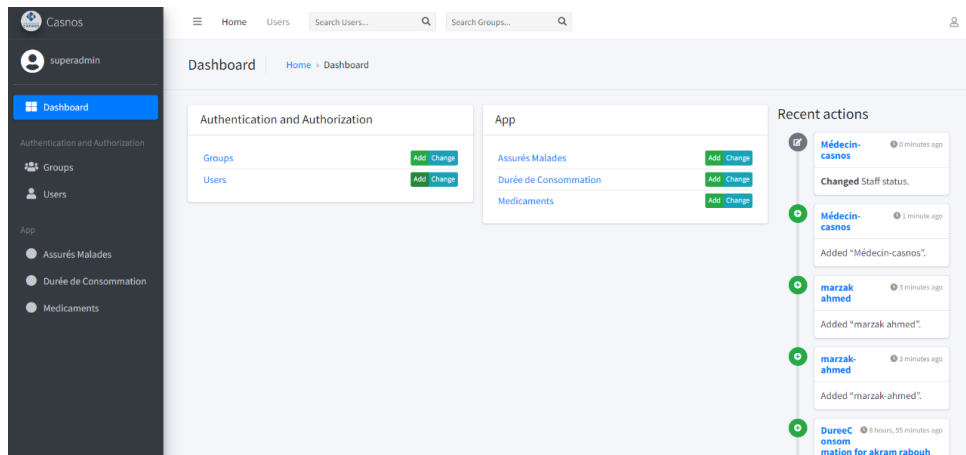 Casnos
superadmin
Dashboard
Authentication and Authorization
Groups
Users
App
Assurés Malades
Durée de Consommation
Medicaments
Home Users Search Users... Search Groups...
Dashboard Home › Dashboard
Authentication and Authorization
Groups Add Change
Users Add Change
App
Assurés Malades Add Change
Durée de Consommation Add Change
Medicaments Add Change
Recent actions
Médecin- 0 minutes ago
casnos
Changed Staff status.
Médecin- 1 minute ago
casnos
Added “Médecin-casnos”.
marzak 3 minutes ago
ahmed
Added “marzak ahmed”.
marzak- 3 minutes ago
ahmed
Added “marzak-ahmed”.
DureeC 8 hours, 55 minutes ago
onsom
mation for akram rabouh